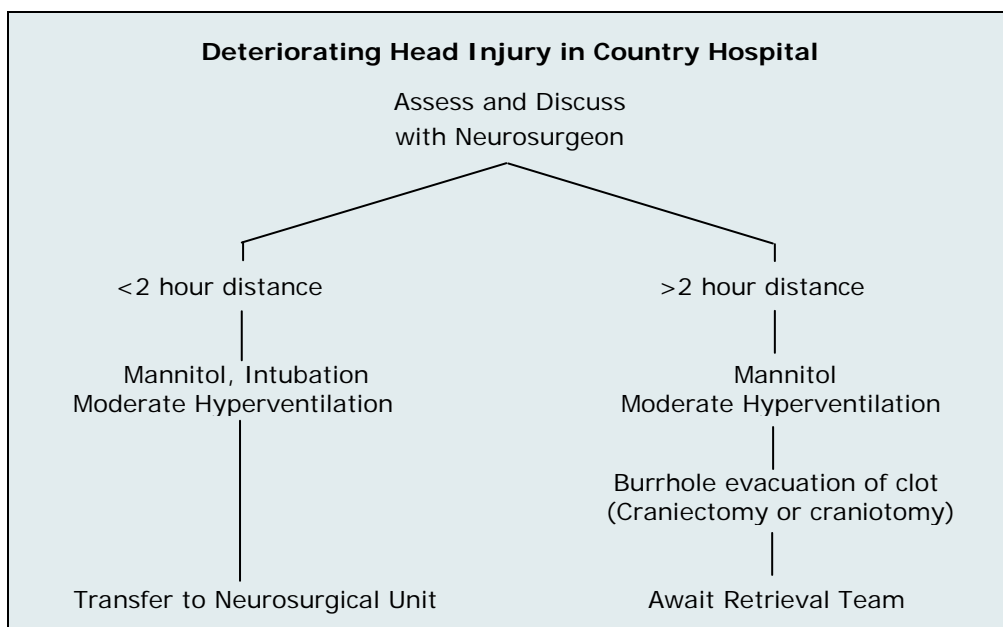 Deteriorating Head Injury in Country Hospital
Assess and Discuss
with Neurosurgeon
<2 hour distance
>2 hour distance
Mannitol, Intubation
Moderate Hyperventilation
Mannitol
Moderate Hyperventilation
Burrhole evacuation of clot
(Craniectomy or craniotomy)
Transfer to Neurosurgical Unit
Await Retrieval Team